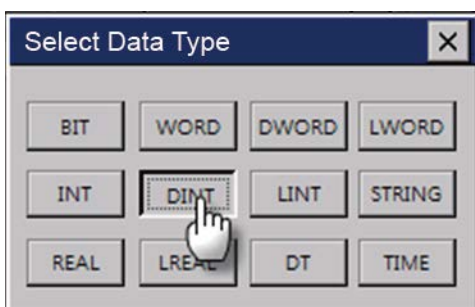 Select Data Type
BIT WORD DWORD LWORD
INT DINT LINT STRING
REAL LREAL DT TIME